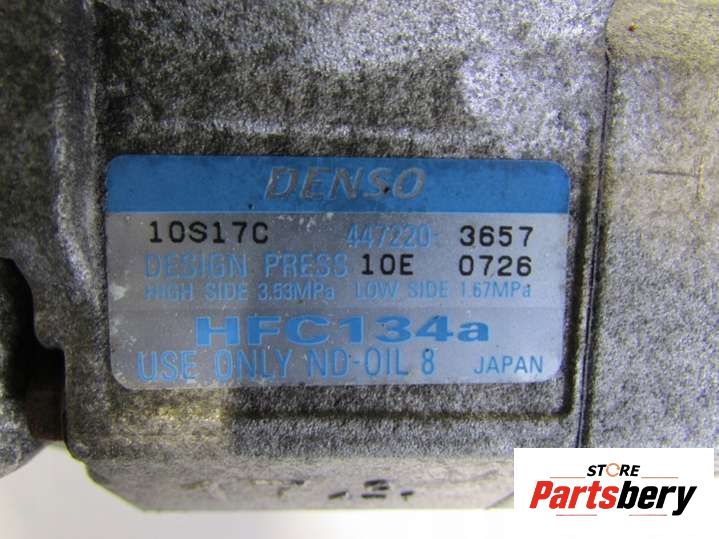 DENSO
10S17C 447220- 3657
DESIGN PRESS 10E 0726
HIGH SIDE 3.53MPa LOW SIDE 1.67MPa
HFC134a
USE ONLY ND-OIL 8 JAPAN
STORE
Partsbery